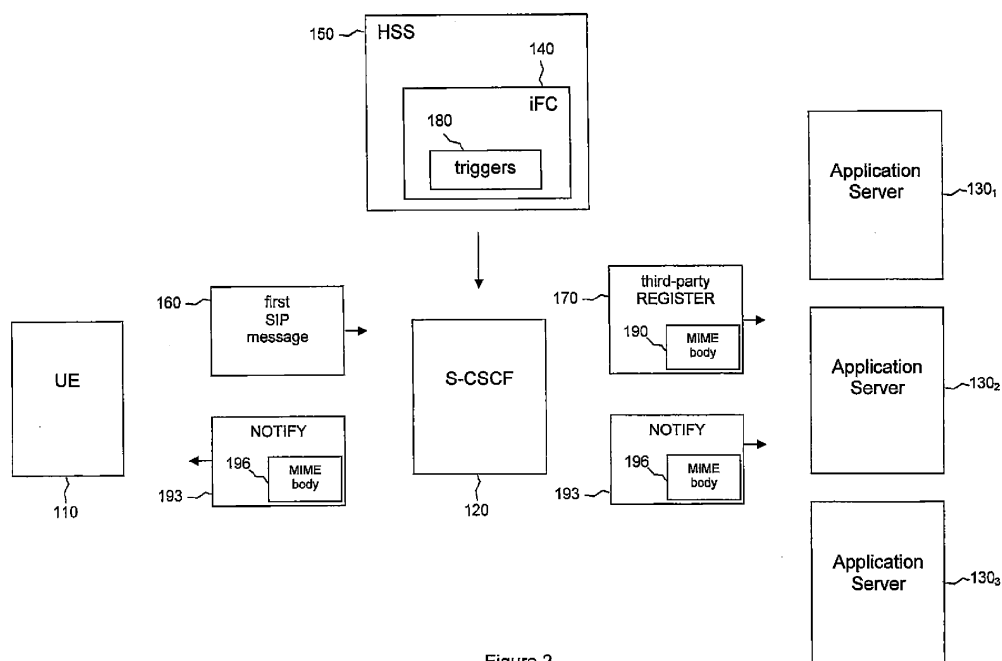 150
HSS
140
iFC
180
triggers
Application
Server
130₁
160
first
SIP
message
170
third-party
REGISTER
190
MIME
body
UE
S-CSCF
Application
Server
130₂
NOTIFY
196
MIME
body
193
NOTIFY
196
MIME
body
193
110
120
Application
Server
130₃
Figure 2